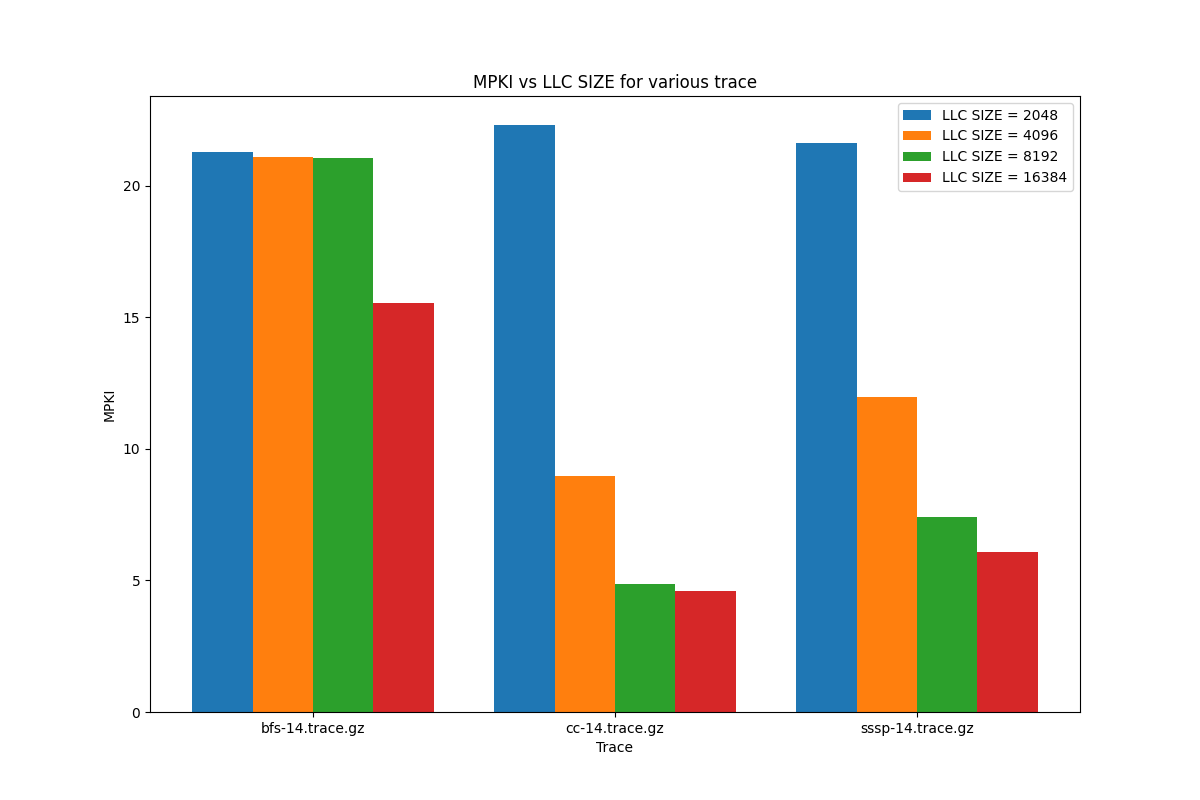 MPKI vs LLC SIZE for various trace
LLC SIZE = 2048
LLC SIZE = 4096
LLC SIZE = 8192
LLC SIZE = 16384
MPKI
20
15
10
5
0
bfs-14.trace.gz
cc-14.trace.gz
sssp-14.trace.gz
Trace